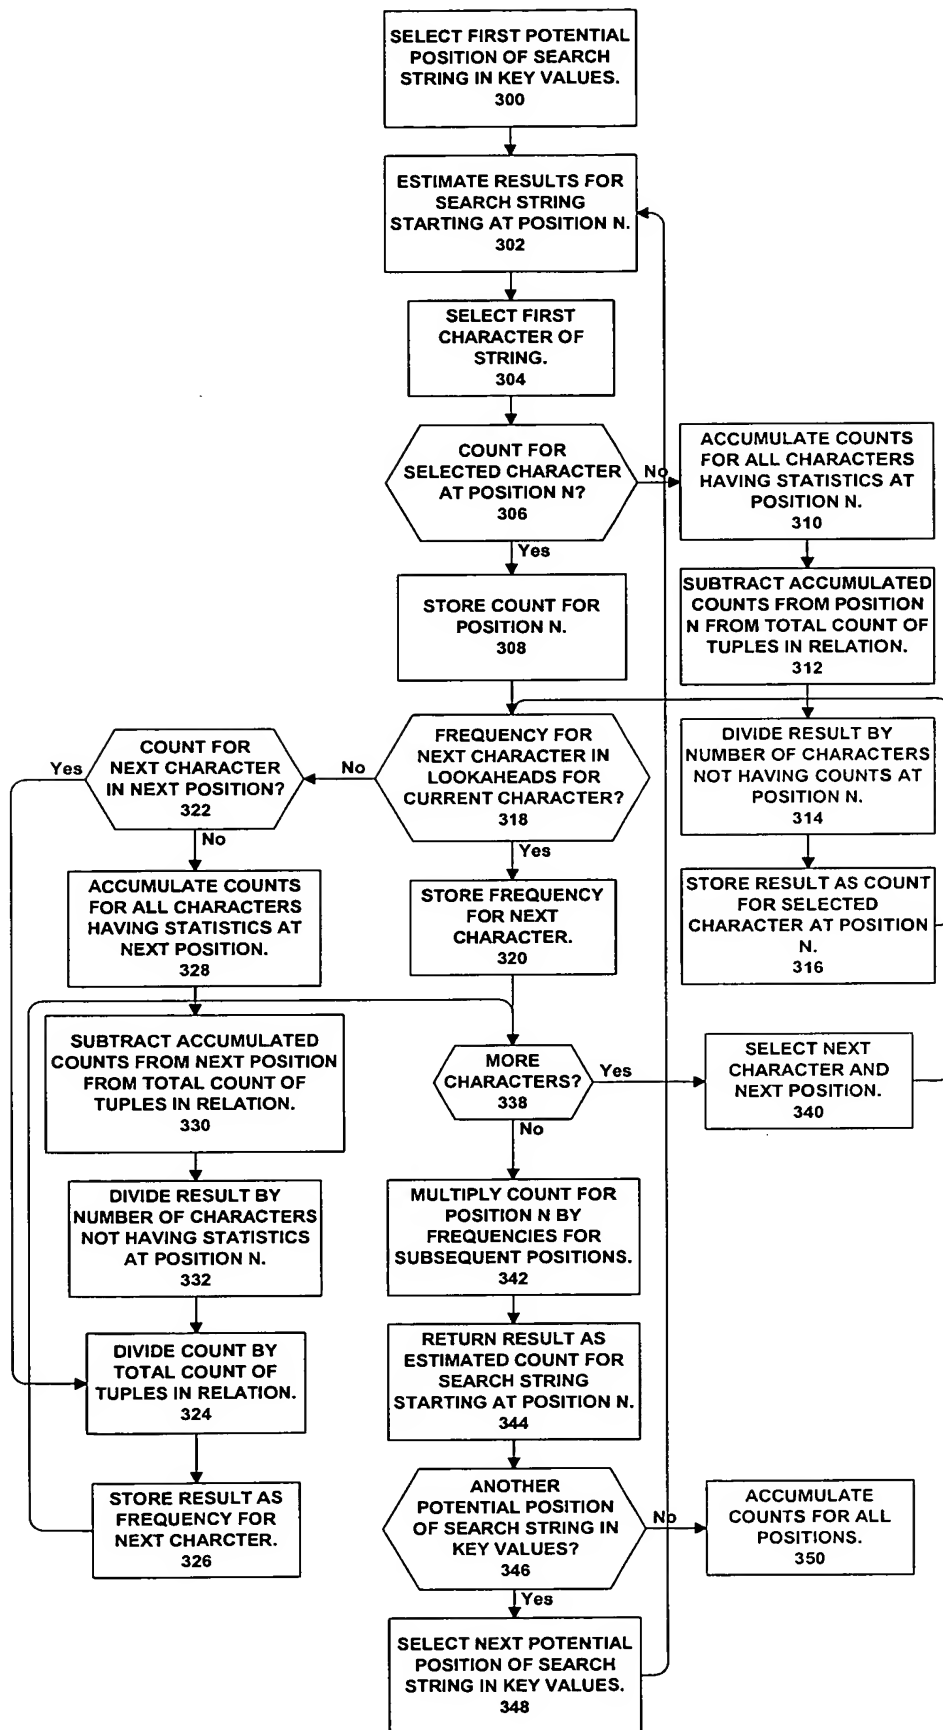 SELECT FIRST POTENTIAL
POSITION OF SEARCH
STRING IN KEY VALUES.
300
ESTIMATE RESULTS FOR
SEARCH STRING
STARTING AT POSITION N.
302
SELECT FIRST
CHARACTER OF
STRING.
304
COUNT FOR
SELECTED CHARACTER
AT POSITION N?
306
No
Yes
ACCUMULATE COUNTS
FOR ALL CHARACTERS
HAVING STATISTICS AT
POSITION N.
310
STORE COUNT FOR
POSITION N.
308
SUBTRACT ACCUMULATED
COUNTS FROM POSITION
N FROM TOTAL COUNT OF
TUPLES IN RELATION.
312
FREQUENCY FOR
NEXT CHARACTER IN
LOOKAHEADS FOR
CURRENT CHARACTER?
318
No
Yes
COUNT FOR
NEXT CHARACTER
IN NEXT POSITION?
322
Yes
No
DIVIDE RESULT BY
NUMBER OF CHARACTERS
NOT HAVING COUNTS AT
POSITION N.
314
ACCUMULATE COUNTS
FOR ALL CHARACTERS
HAVING STATISTICS AT
NEXT POSITION.
328
STORE FREQUENCY
FOR NEXT
CHARACTER.
320
STORE RESULT AS COUNT
FOR SELECTED
CHARACTER AT POSITION
N.
316
SUBTRACT ACCUMULATED
COUNTS FROM NEXT POSITION
FROM TOTAL COUNT OF
TUPLES IN RELATION.
330
MORE
CHARACTERS?
338
Yes
No
SELECT NEXT
CHARACTER AND
NEXT POSITION.
340
DIVIDE RESULT BY
NUMBER OF CHARACTERS
NOT HAVING STATISTICS
AT POSITION N.
332
MULTIPLY COUNT FOR
POSITION N BY
FREQUENCIES FOR
SUBSEQUENT POSITIONS.
342
DIVIDE COUNT BY
TOTAL COUNT OF
TUPLES IN RELATION.
324
RETURN RESULT AS
ESTIMATED COUNT FOR
SEARCH STRING
STARTING AT POSITION N.
344
STORE RESULT AS
FREQUENCY FOR
NEXT CHARCTER.
326
ANOTHER
POTENTIAL POSITION
OF SEARCH STRING IN
KEY VALUES?
346
No
Yes
ACCUMULATE
COUNTS FOR ALL
POSITIONS.
350
SELECT NEXT POTENTIAL
POSITION OF SEARCH
STRING IN KEY VALUES.
348